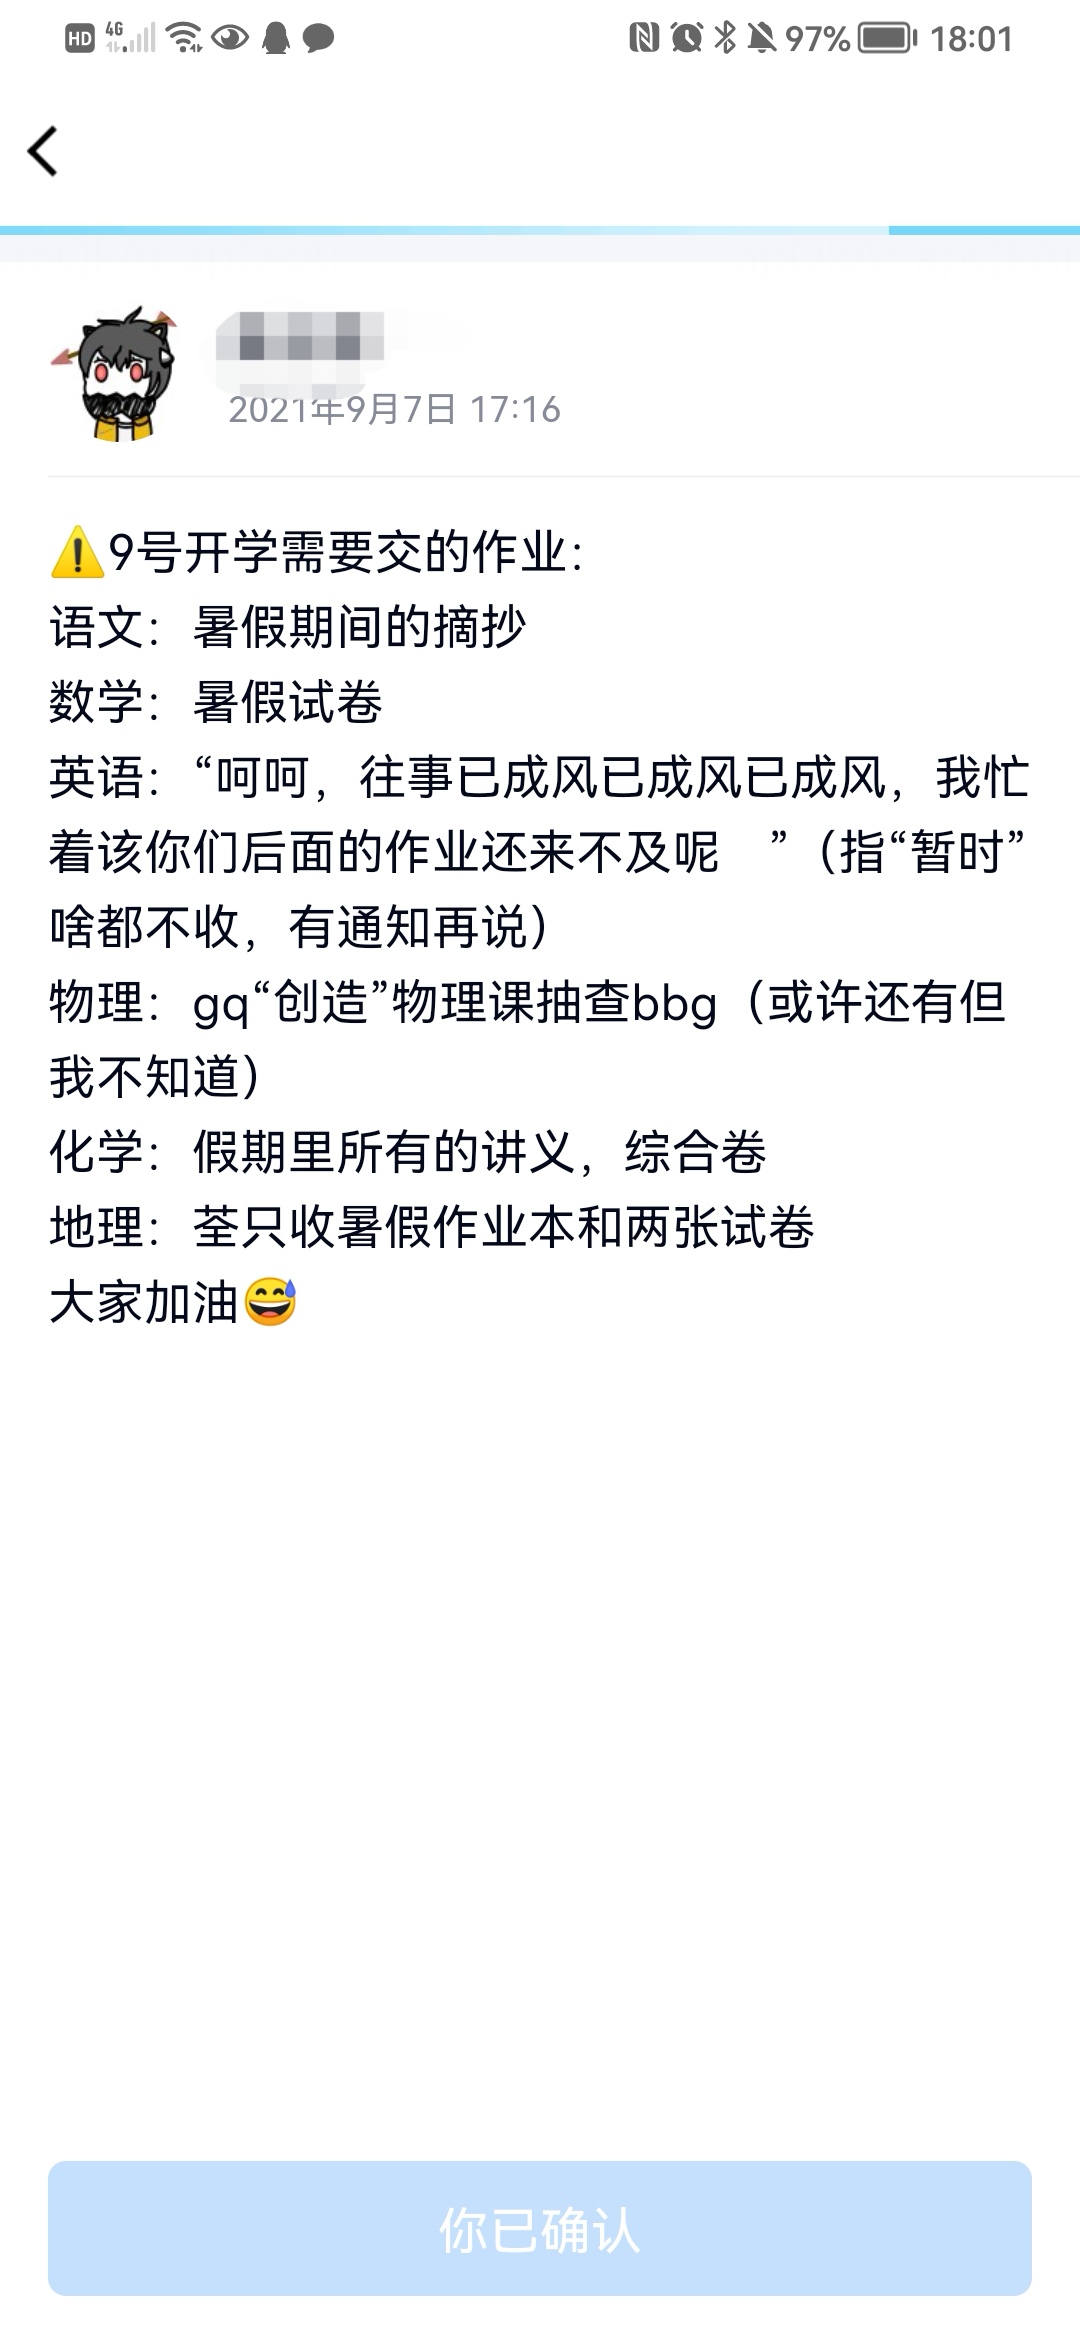 HD 4G 97% 18:01
2021年9月7日 17:16
⚠️9号开学需要交的作业：
语文：暑假期间的摘抄
数学：暑假试卷
英语：“呵呵，往事已成风已成风已成风，我忙
着该你们后面的作业还来不及呢　”（指“暂时”
啥都不收，有通知再说）
物理：gq“创造”物理课抽查bbg（或许还有但
我不知道）
化学：假期里所有的讲义，综合卷
地理：荃只收暑假作业本和两张试卷
大家加油😅
你已确认